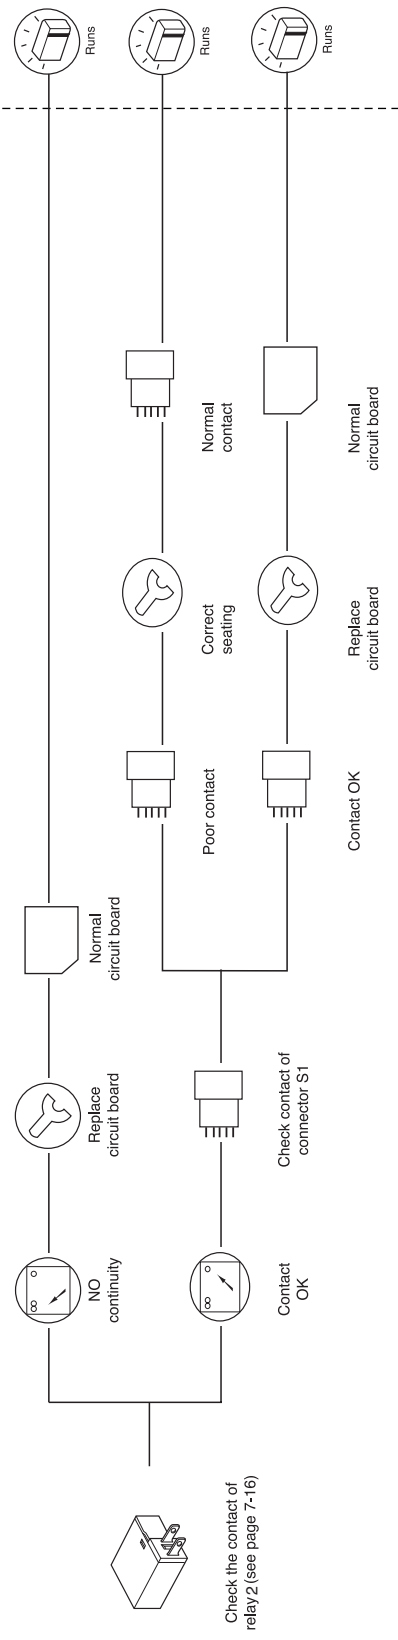 Check the contact of
relay 2 (see page 7-16)
NO
continuity
Replace
circuit board
Normal
circuit board
Runs
Contact
OK
Check contact of
connector S1
Poor contact
Correct
seating
Normal
contact
Runs
Contact OK
Replace
circuit board
Normal
circuit board
Runs